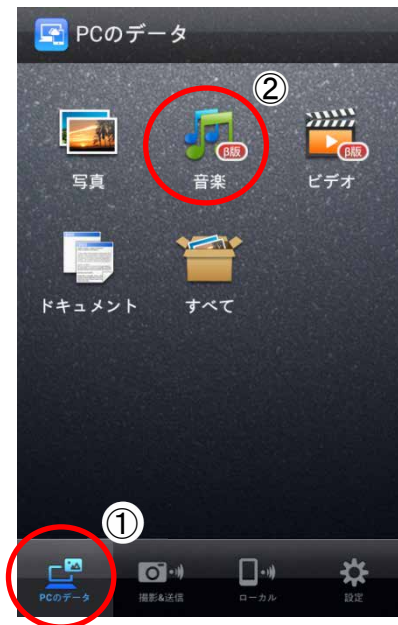 PCのデータ
②
β版
β版
写真
音楽
ビデオ
ドキュメント
すべて
①
PCのデータ
撮影&送信
ローカル
設定